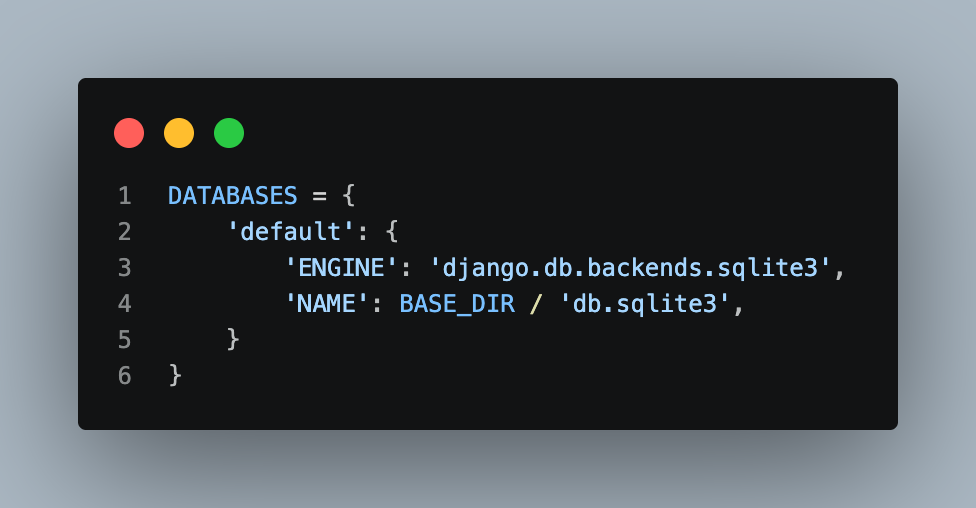 1 DATABASES = {
2     'default': {
3         'ENGINE': 'django.db.backends.sqlite3',
4         'NAME': BASE_DIR / 'db.sqlite3',
5     }
6 }